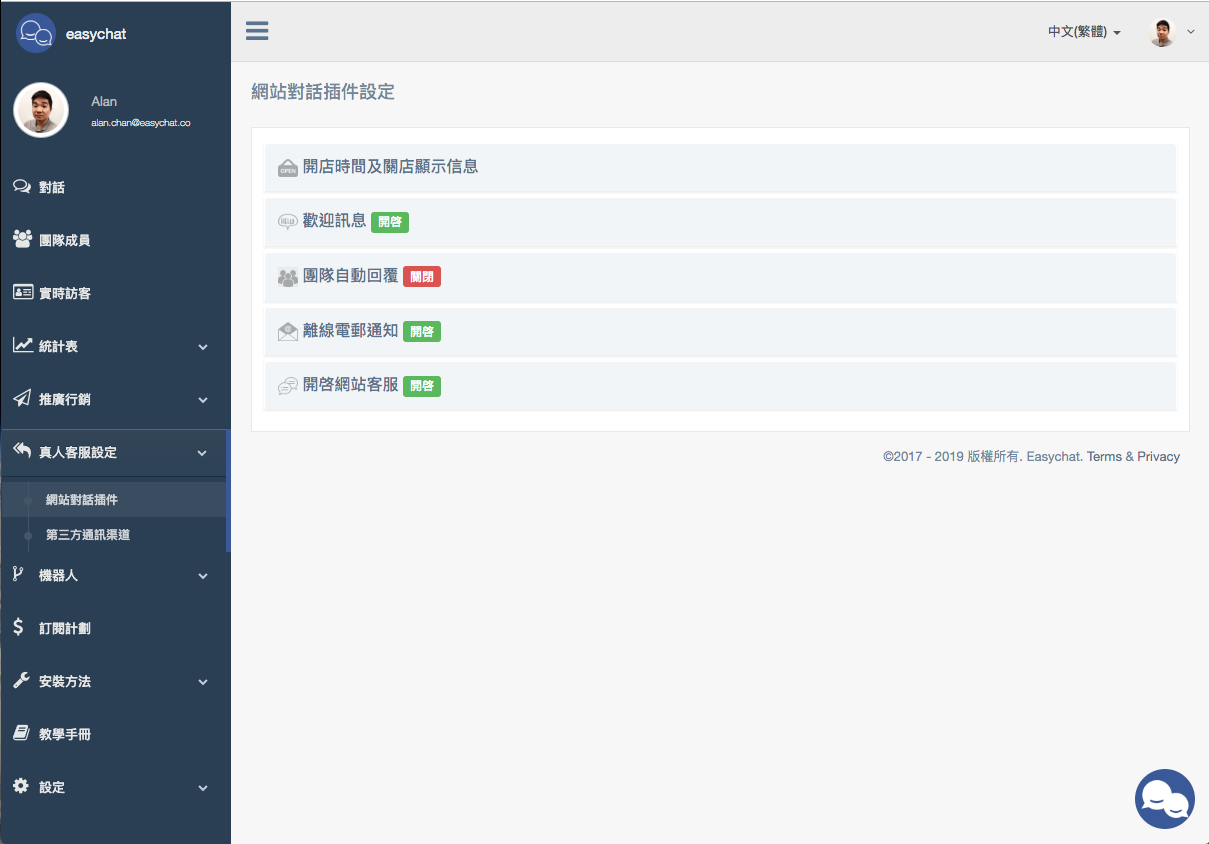 easychat
中文(繁體)
Alan
alan.chan@easychat.co
對話
團隊成員
實時訪客
統計表
推廣行銷
真人客服設定
網站對話插件
第三方通訊渠道
機器人
訂閱計劃
安裝方法
教學手冊
設定
網站對話插件設定
OPEN 開店時間及關店顯示信息
HELLO 歡迎訊息 開啓
團隊自動回覆 關閉
離線電郵通知 開啓
開啓網站客服 開啓
©2017 - 2019 版權所有. Easychat. Terms & Privacy